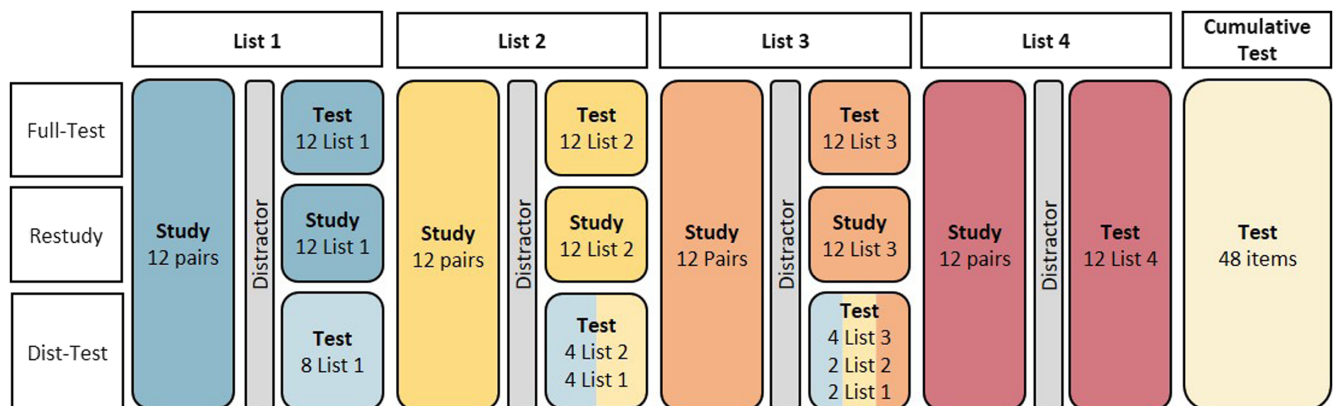 List 1
List 2
List 3
List 4
Cumulative
Test
Full-Test
Restudy
Dist-Test
Study
12 pairs
Distractor
Test
12 List 1
Study
12 List 1
Test
8 List 1
Study
12 pairs
Distractor
Test
12 List 2
Study
12 List 2
Test
4 List 2
4 List 1
Study
12 Pairs
Distractor
Test
12 List 3
Study
12 List 3
Test
4 List 3
2 List 2
2 List 1
Study
12 pairs
Distractor
Test
12 List 4
Test
48 items